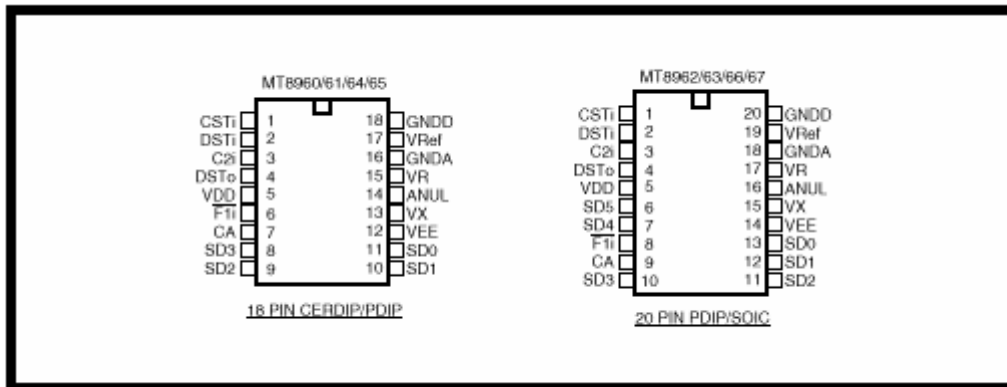 MT8960/61/64/65
CSTi 1 18 GNDD
DSTi 2 17 VRef
C2i 3 16 GNDA
DSTo 4 15 VR
VDD 5 14 ANUL
F1i 6 13 VX
CA 7 12 VEE
SD3 8 11 SD0
SD2 9 10 SD1
18 PIN CERDIP/PDIP
MT8962/63/66/67
CSTi 1 20 GNDD
DSTi 2 19 VRef
C2i 3 18 GNDA
DSTo 4 17 VR
VDD 5 16 ANUL
SD5 6 15 VX
SD4 7 14 VEE
F1i 8 13 SD0
CA 9 12 SD1
SD3 10 11 SD2
20 PIN PDIP/SOIC